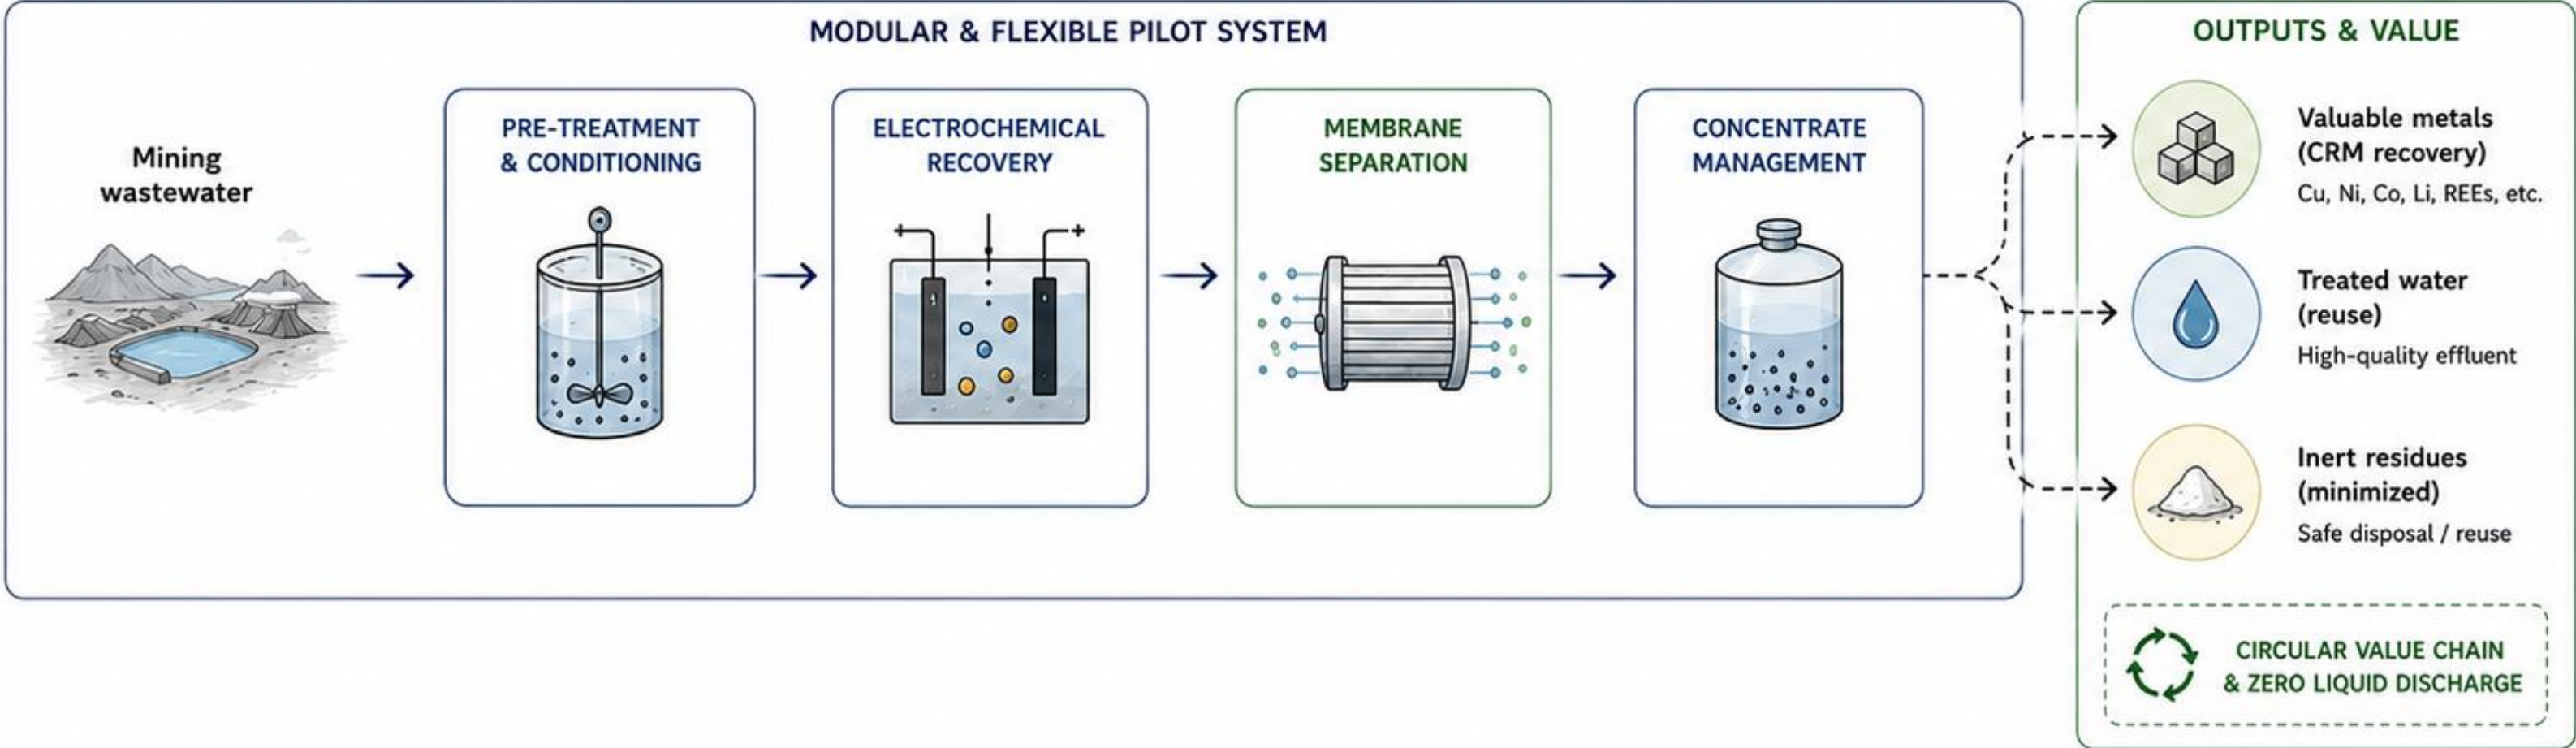 MODULAR & FLEXIBLE PILOT SYSTEM
Mining
wastewater
PRE-TREATMENT
& CONDITIONING
ELECTROCHEMICAL
RECOVERY
+
+
MEMBRANE
SEPARATION
CONCENTRATE
MANAGEMENT
OUTPUTS & VALUE
Valuable metals
(CRM recovery)
Cu, Ni, Co, Li, REEs, etc.
Treated water
(reuse)
High-quality effluent
Inert residues
(minimized)
Safe disposal / reuse
CIRCULAR VALUE CHAIN
& ZERO LIQUID DISCHARGE